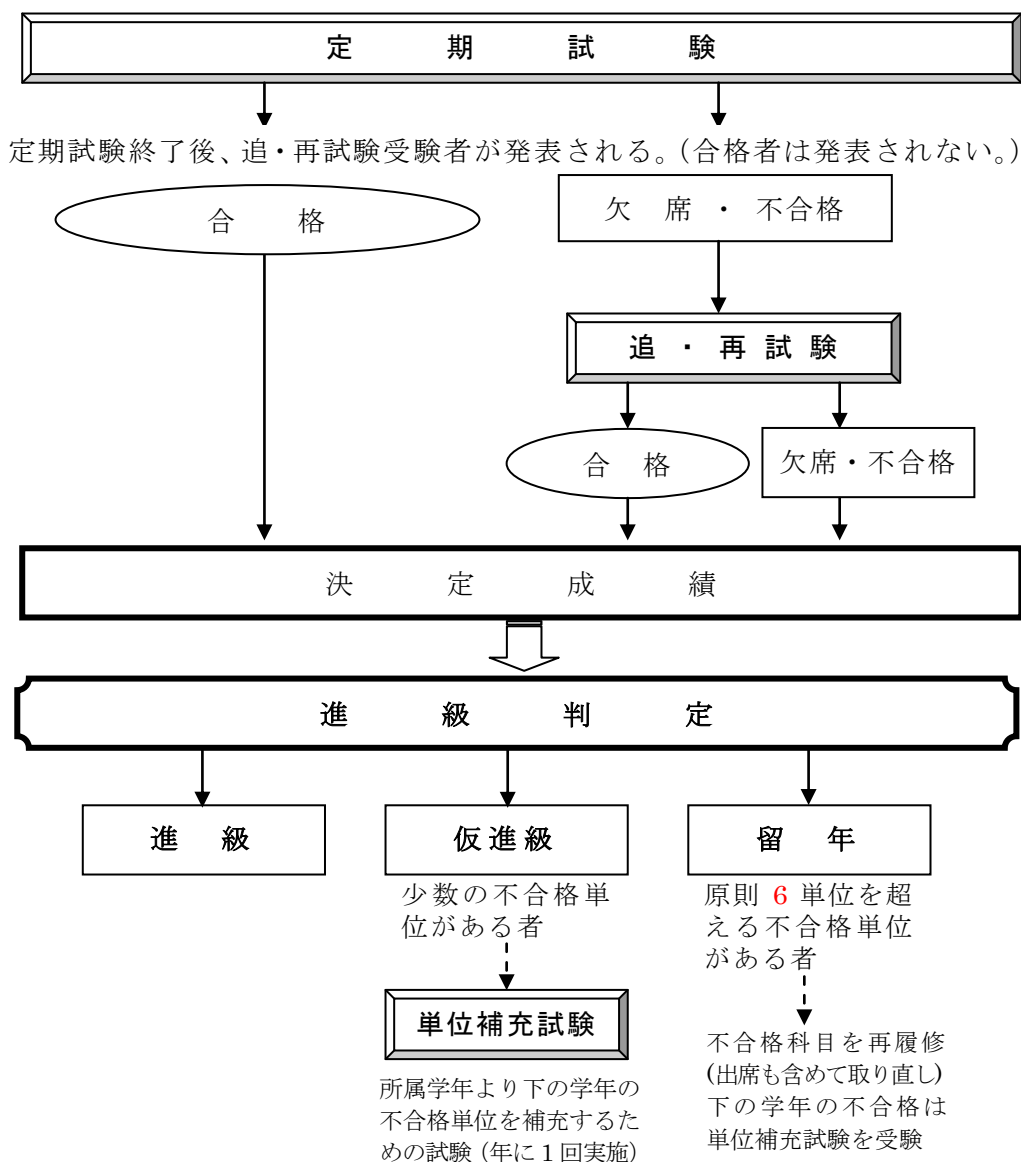 定期試験
定期試験終了後、追・再試験受験者が発表される。(合格者は発表されない。)
合格
欠席・不合格
追・再試験
合格
欠席・不合格
決定成績
進級判定
進級
仮進級
留年
少数の不合格単
位がある者
原則 6 単位を超
える不合格単位
がある者
単位補充試験
不合格科目を再履修
(出席も含めて取り直し)
下の学年の不合格は
単位補充試験を受験
所属学年より下の学年の
不合格単位を補充するた
めの試験（年に1回実施）